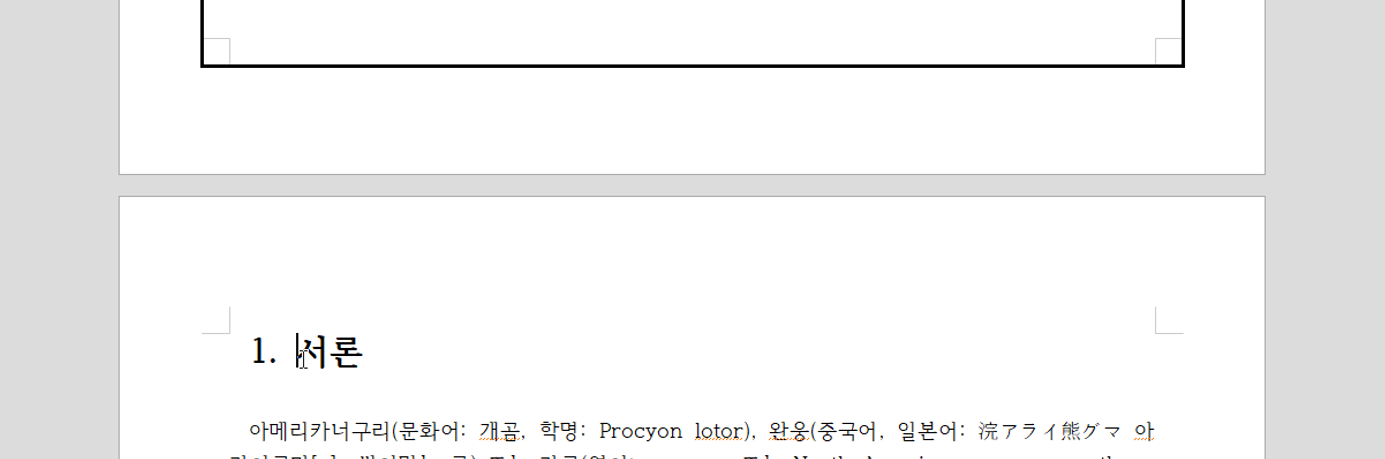 1. 서론
아메리카너구리(문화어: 개곰, 학명: Procyon lotor), 완웅(중국어, 일본어: 浣アライ熊グマ 아